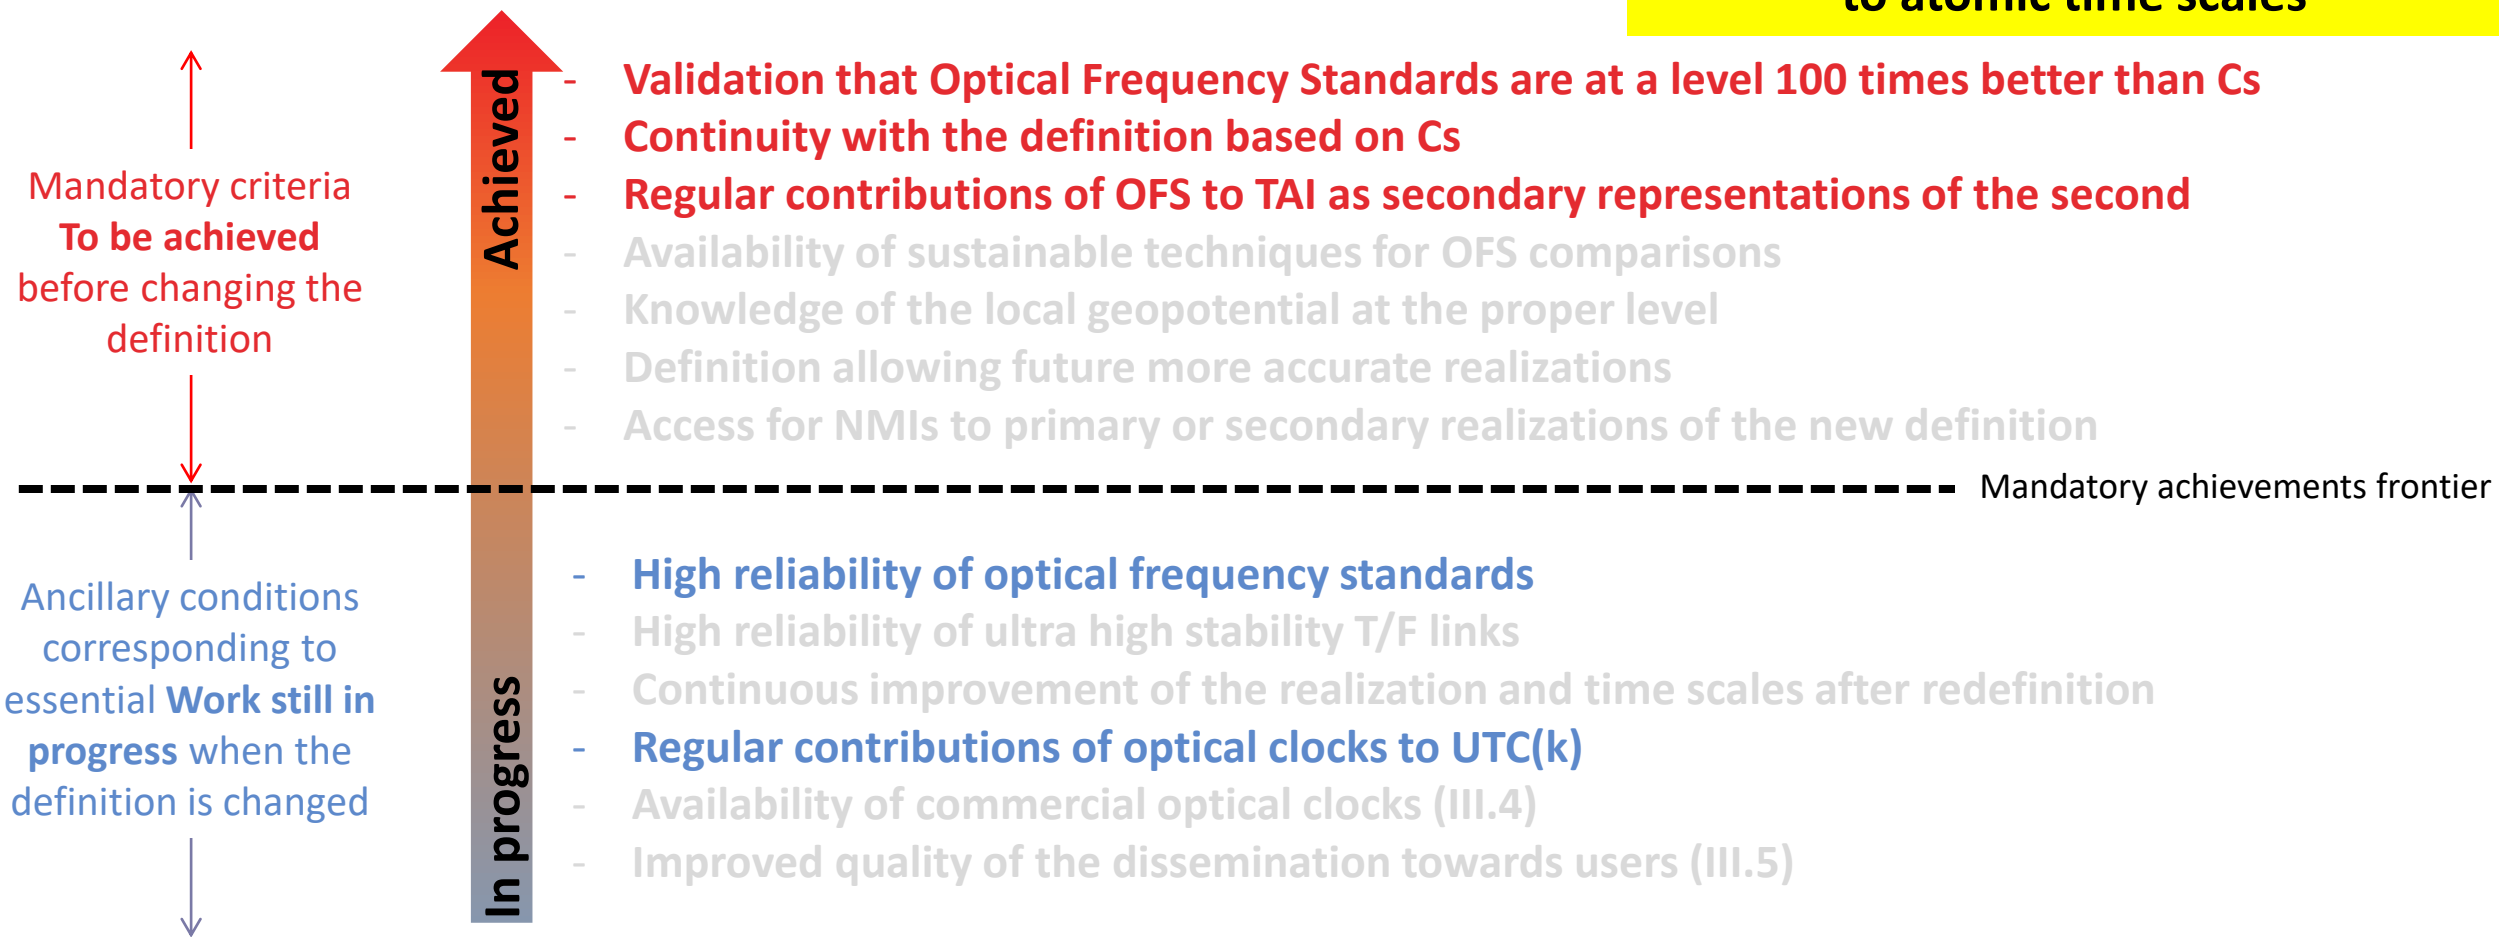 to atomic time scales
Mandatory criteria
To be achieved
before changing the
definition
Achieved
- Validation that Optical Frequency Standards are at a level 100 times better than Cs
- Continuity with the definition based on Cs
- Regular contributions of OFS to TAI as secondary representations of the second
- Availability of sustainable techniques for OFS comparisons
- Knowledge of the local geopotential at the proper level
- Definition allowing future more accurate realizations
- Access for NMIs to primary or secondary realizations of the new definition
Mandatory achievements frontier
Ancillary conditions
corresponding to
essential Work still in
progress when the
definition is changed
In progress
- High reliability of optical frequency standards
- High reliability of ultra high stability T/F links
- Continuous improvement of the realization and time scales after redefinition
- Regular contributions of optical clocks to UTC(k)
- Availability of commercial optical clocks (III.4)
- Improved quality of the dissemination towards users (III.5)